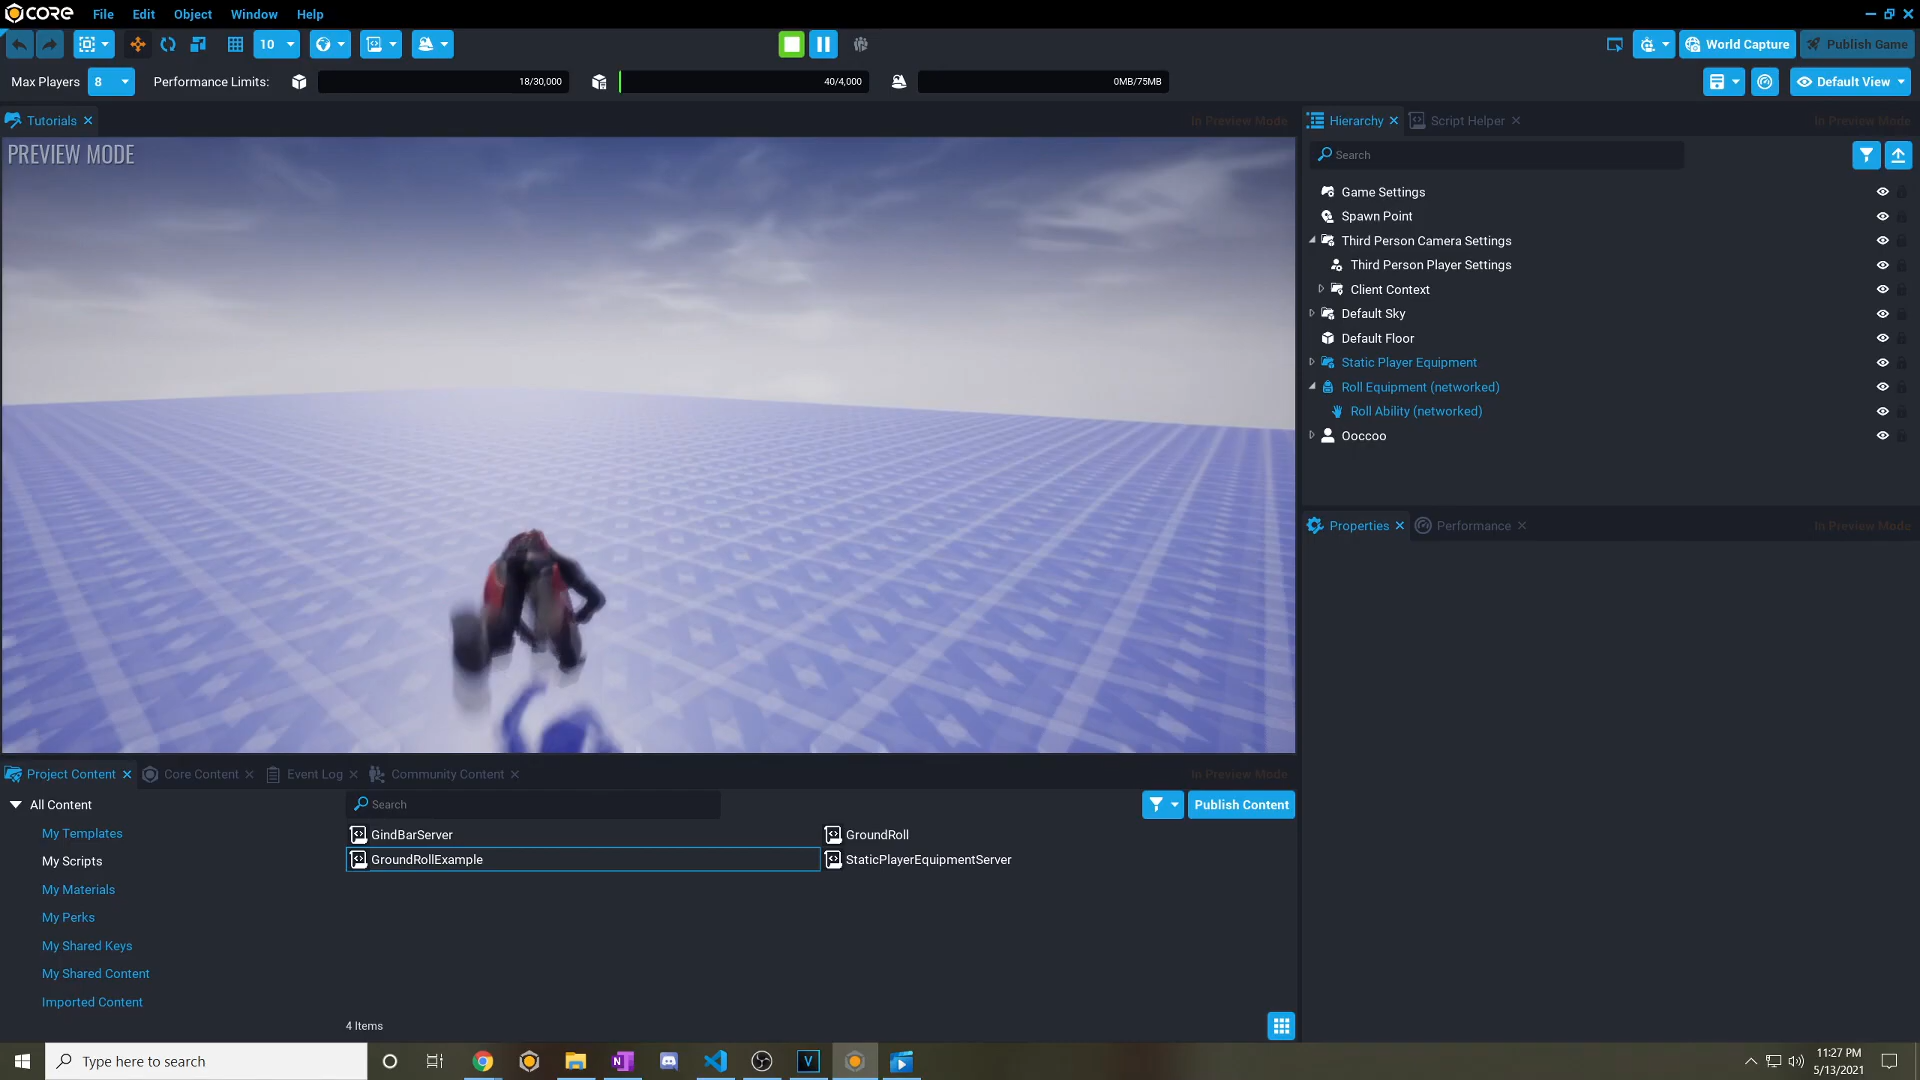 CORE File Edit Object Window Help
10 World Capture Publish Game
Max Players 8 Performance Limits: 18/30,000 40/4,000 0MB/75MB Default View
Tutorials In Preview Mode
PREVIEW MODE
Hierarchy Script Helper In Preview Mode
Search
Game Settings
Spawn Point
Third Person Camera Settings
Third Person Player Settings
Client Context
Default Sky
Default Floor
Static Player Equipment
Roll Equipment (networked)
Roll Ability (networked)
Ooccoo
Properties Performance In Preview Mode
Project Content Core Content Event Log Community Content In Preview Mode
All Content
My Templates
My Scripts
My Materials
My Perks
My Shared Keys
My Shared Content
Imported Content
Search Publish Content
GindBarServer GroundRoll
GroundRollExample StaticPlayerEquipmentServer
4 Items
Type here to search
11:27 PM
5/13/2021